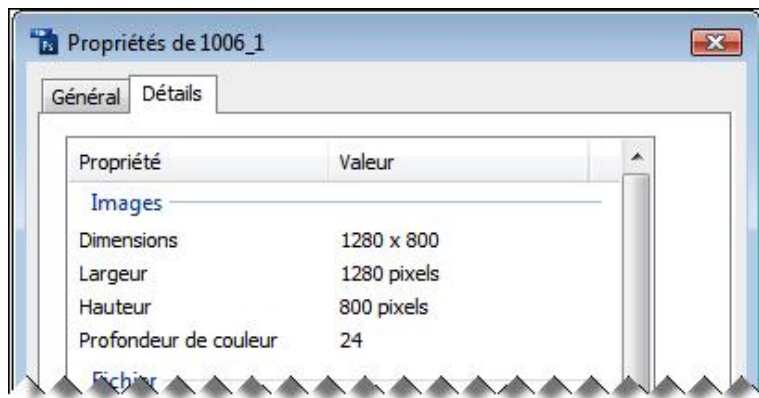 Propriétés de 1006_1
Général Détails
Propriété Valeur
Images
Dimensions 1280 x 800
Largeur 1280 pixels
Hauteur 800 pixels
Profondeur de couleur 24
Fichier